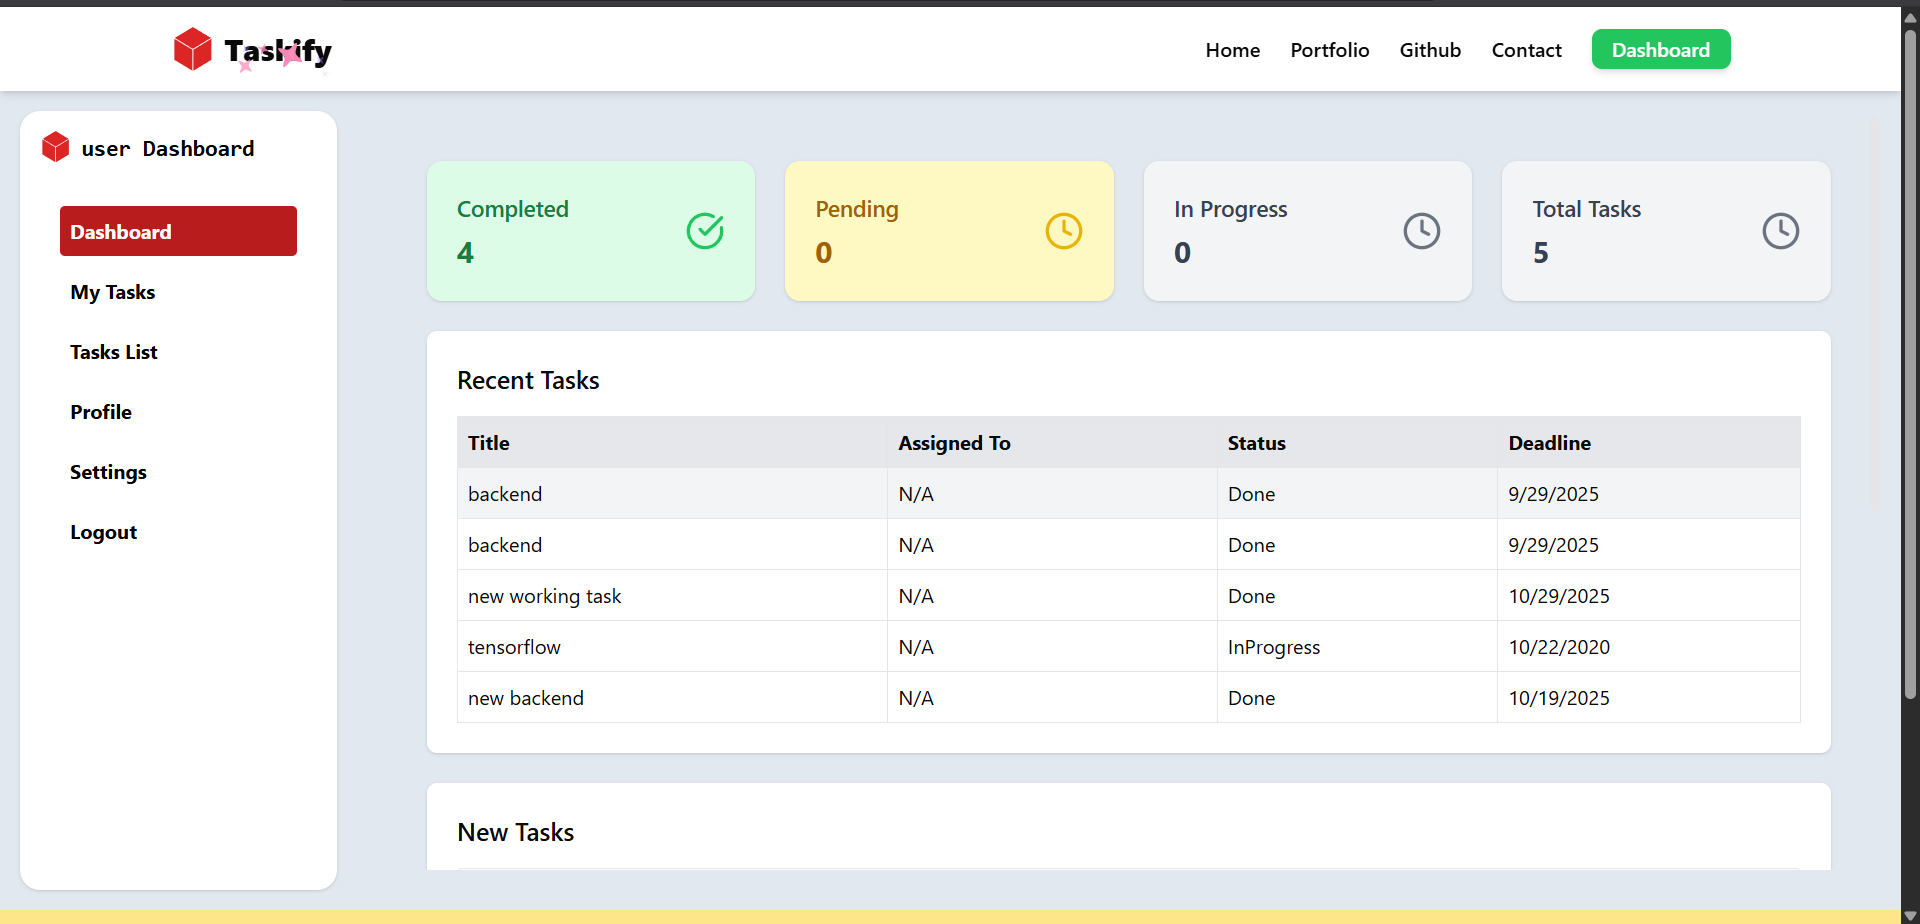 Taskify
Home Portfolio Github Contact Dashboard
user Dashboard
Dashboard
My Tasks
Tasks List
Profile
Settings
Logout
Completed
4
Pending
0
In Progress
0
Total Tasks
5
Recent Tasks
Title Assigned To Status Deadline
backend N/A Done 9/29/2025
backend N/A Done 9/29/2025
new working task N/A Done 10/29/2025
tensorflow N/A InProgress 10/22/2020
new backend N/A Done 10/19/2025
New Tasks